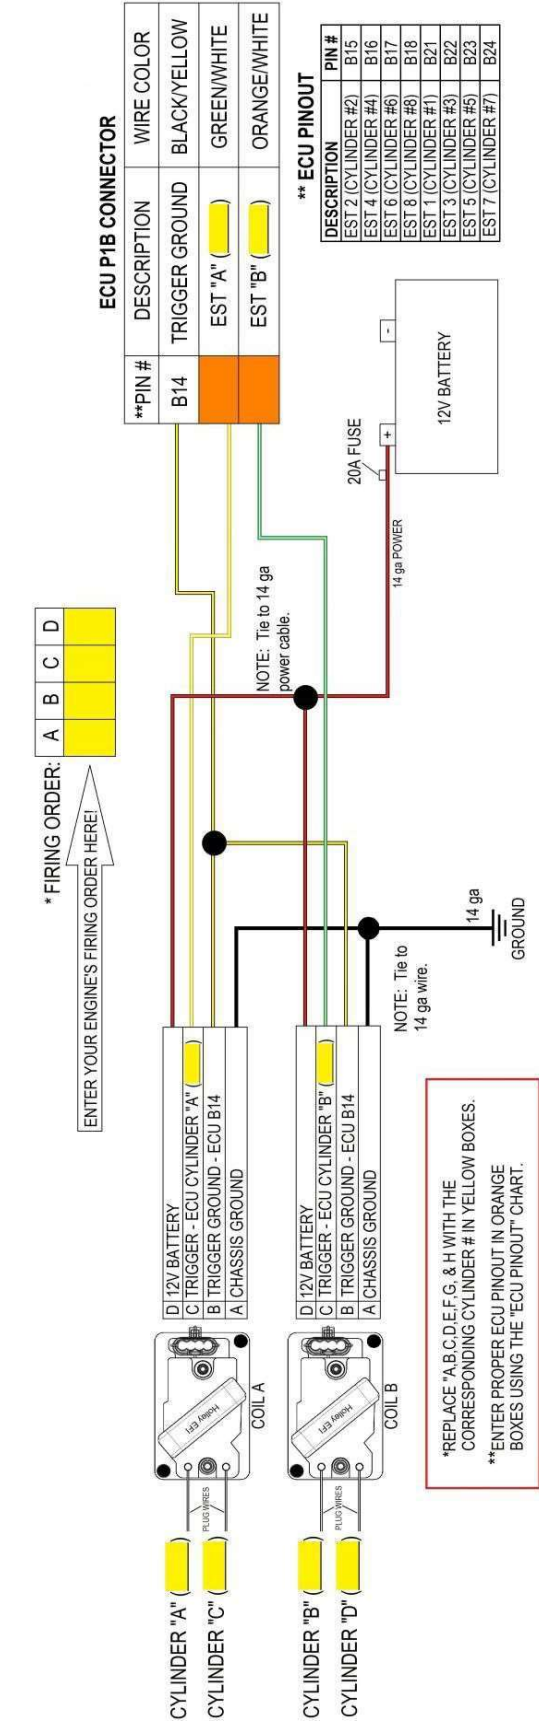 * FIRING ORDER:
A B C D
ENTER YOUR ENGINE'S FIRING ORDER HERE!
ECU P1B CONNECTOR
**PIN # DESCRIPTION WIRE COLOR
B14 TRIGGER GROUND BLACK/YELLOW
EST "A" ( ) GREEN/WHITE
EST "B" ( ) ORANGE/WHITE
** ECU PINOUT
DESCRIPTION PIN #
EST 2 (CYLINDER #2) B15
EST 4 (CYLINDER #4) B16
EST 6 (CYLINDER #6) B17
EST 8 (CYLINDER #8) B18
EST 1 (CYLINDER #1) B21
EST 3 (CYLINDER #3) B22
EST 5 (CYLINDER #5) B23
EST 7 (CYLINDER #7) B24
CYLINDER "A" ( )
CYLINDER "C" ( )
PLUG WIRES
Holley EFI
COIL A
D 12V BATTERY
C TRIGGER - ECU CYLINDER "A" ( )
B TRIGGER GROUND - ECU B14
A CHASSIS GROUND
CYLINDER "B" ( )
CYLINDER "D" ( )
PLUG WIRES
Holley EFI
COIL B
D 12V BATTERY
C TRIGGER - ECU CYLINDER "B" ( )
B TRIGGER GROUND - ECU B14
A CHASSIS GROUND
NOTE: Tie to 14 ga
power cable.
NOTE: Tie to
14 ga wire.
14 ga
GROUND
14 ga POWER
20A FUSE
+
-
12V BATTERY
*REPLACE "A,B,C,D,E,F,G, & H WITH THE
CORRESPONDING CYLINDER # IN YELLOW BOXES.
**ENTER PROPER ECU PINOUT IN ORANGE
BOXES USING THE "ECU PINOUT" CHART.